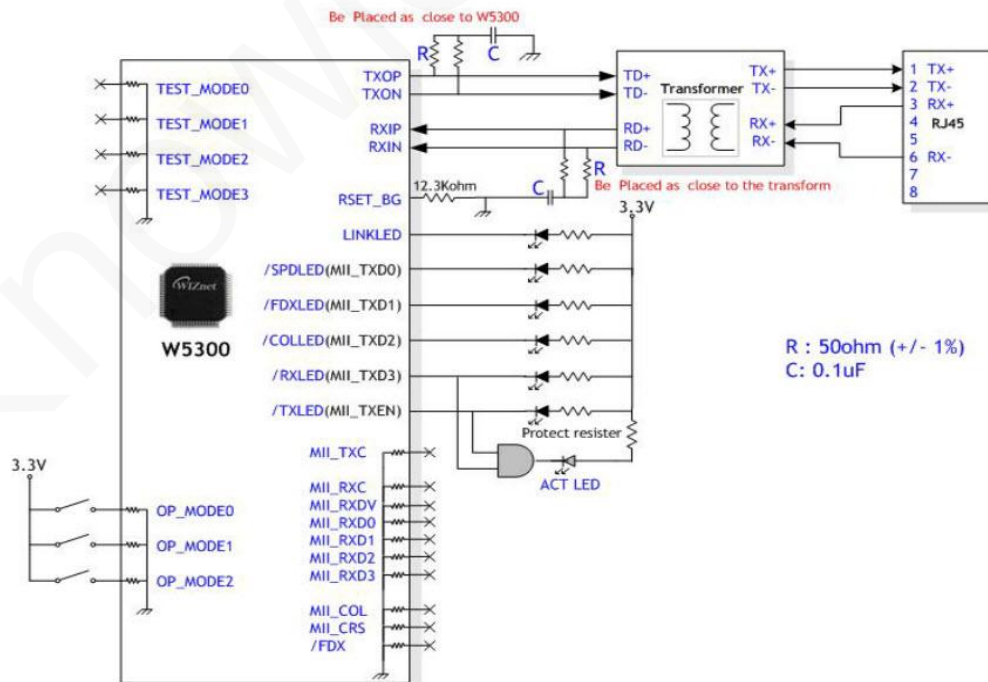 Be Placed as close to W5300
R
C
TEST_MODE0
TEST_MODE1
TEST_MODE2
TEST_MODE3
TXOP
TXON
RXIP
RXIN
RSET_BG
12.3Kohm
TD+
TD-
RD+
RD-
Transformer
TX+
TX-
RX+
RX-
1 TX+
2 TX-
3 RX+
4
RJ45
5
6 RX-
7
8
R
C
Be Placed as close to the transform
3.3V
LINKLED
/SPDLED(MII_TXD0)
/FDXLED(MII_TXD1)
/COLLED(MII_TXD2)
/RXLED(MII_TXD3)
/TXLED(MII_TXEN)
WIZnet
W5300
R : 50ohm (+/- 1%)
C: 0.1uF
Protect resister
ACT LED
3.3V
OP_MODE0
OP_MODE1
OP_MODE2
MII_TXC
MII_RXC
MII_RXDV
MII_RXD0
MII_RXD1
MII_RXD2
MII_RXD3
MII_COL
MII_CRS
/FDX